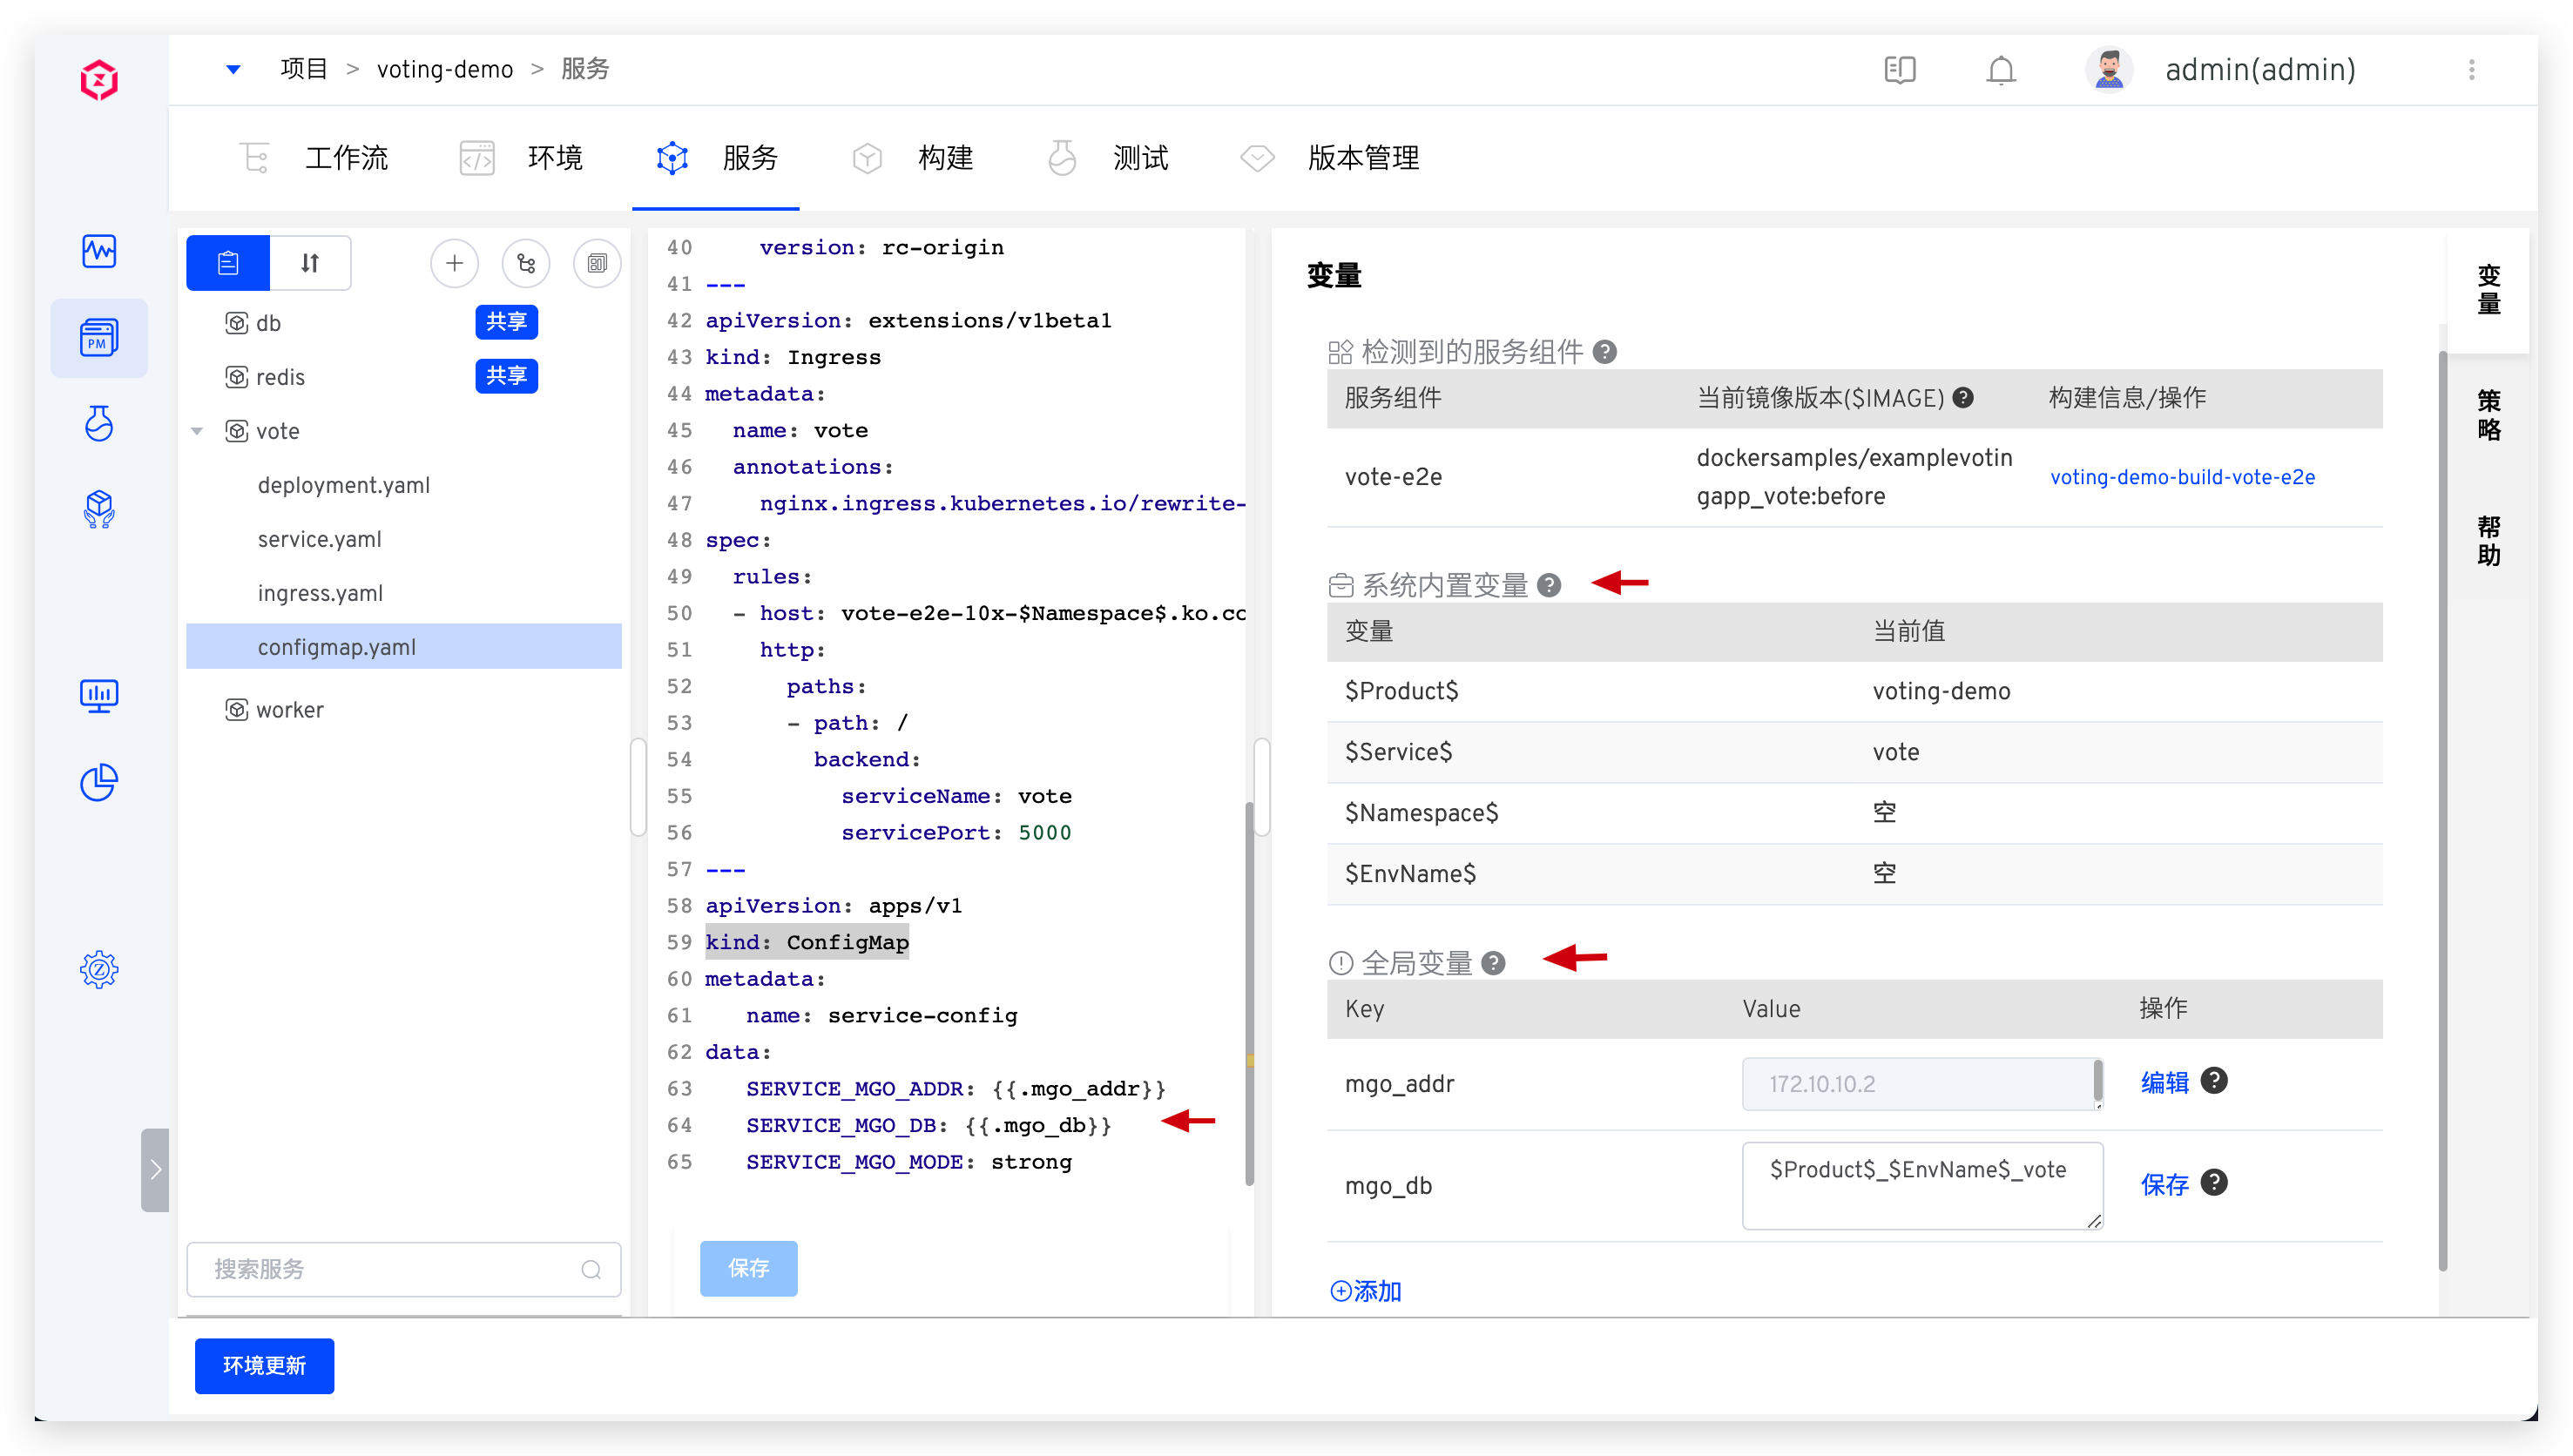 项目 > voting-demo > 服务
admin(admin)
工作流 环境 服务 构建 测试 版本管理
PM
db 共享
redis 共享
vote
deployment.yaml
service.yaml
ingress.yaml
configmap.yaml
worker
搜索服务
40 version: rc-origin
41 ---
42 apiVersion: extensions/v1beta1
43 kind: Ingress
44 metadata:
45 name: vote
46 annotations:
47 nginx.ingress.kubernetes.io/rewrite-
48 spec:
49 rules:
50 - host: vote-e2e-10x-$Namespace$.ko.co
51 http:
52 paths:
53 - path: /
54 backend:
55 serviceName: vote
56 servicePort: 5000
57 ---
58 apiVersion: apps/v1
59 kind: ConfigMap
60 metadata:
61 name: service-config
62 data:
63 SERVICE_MGO_ADDR: {{.mgo_addr}}
64 SERVICE_MGO_DB: {{.mgo_db}}
65 SERVICE_MGO_MODE: strong
保存
变量
检测到的服务组件 ?
服务组件 当前镜像版本($IMAGE) ? 构建信息/操作
vote-e2e dockersamples/examplevotin
gapp_vote:before voting-demo-build-vote-e2e
系统内置变量 ?
变量 当前值
$Product$ voting-demo
$Service$ vote
$Namespace$ 空
$EnvName$ 空
全局变量 ?
Key Value 操作
mgo_addr 172.10.10.2 编辑 ?
mgo_db $Product$_$EnvName$_vote 保存 ?
添加
变量
策略
帮助
环境更新